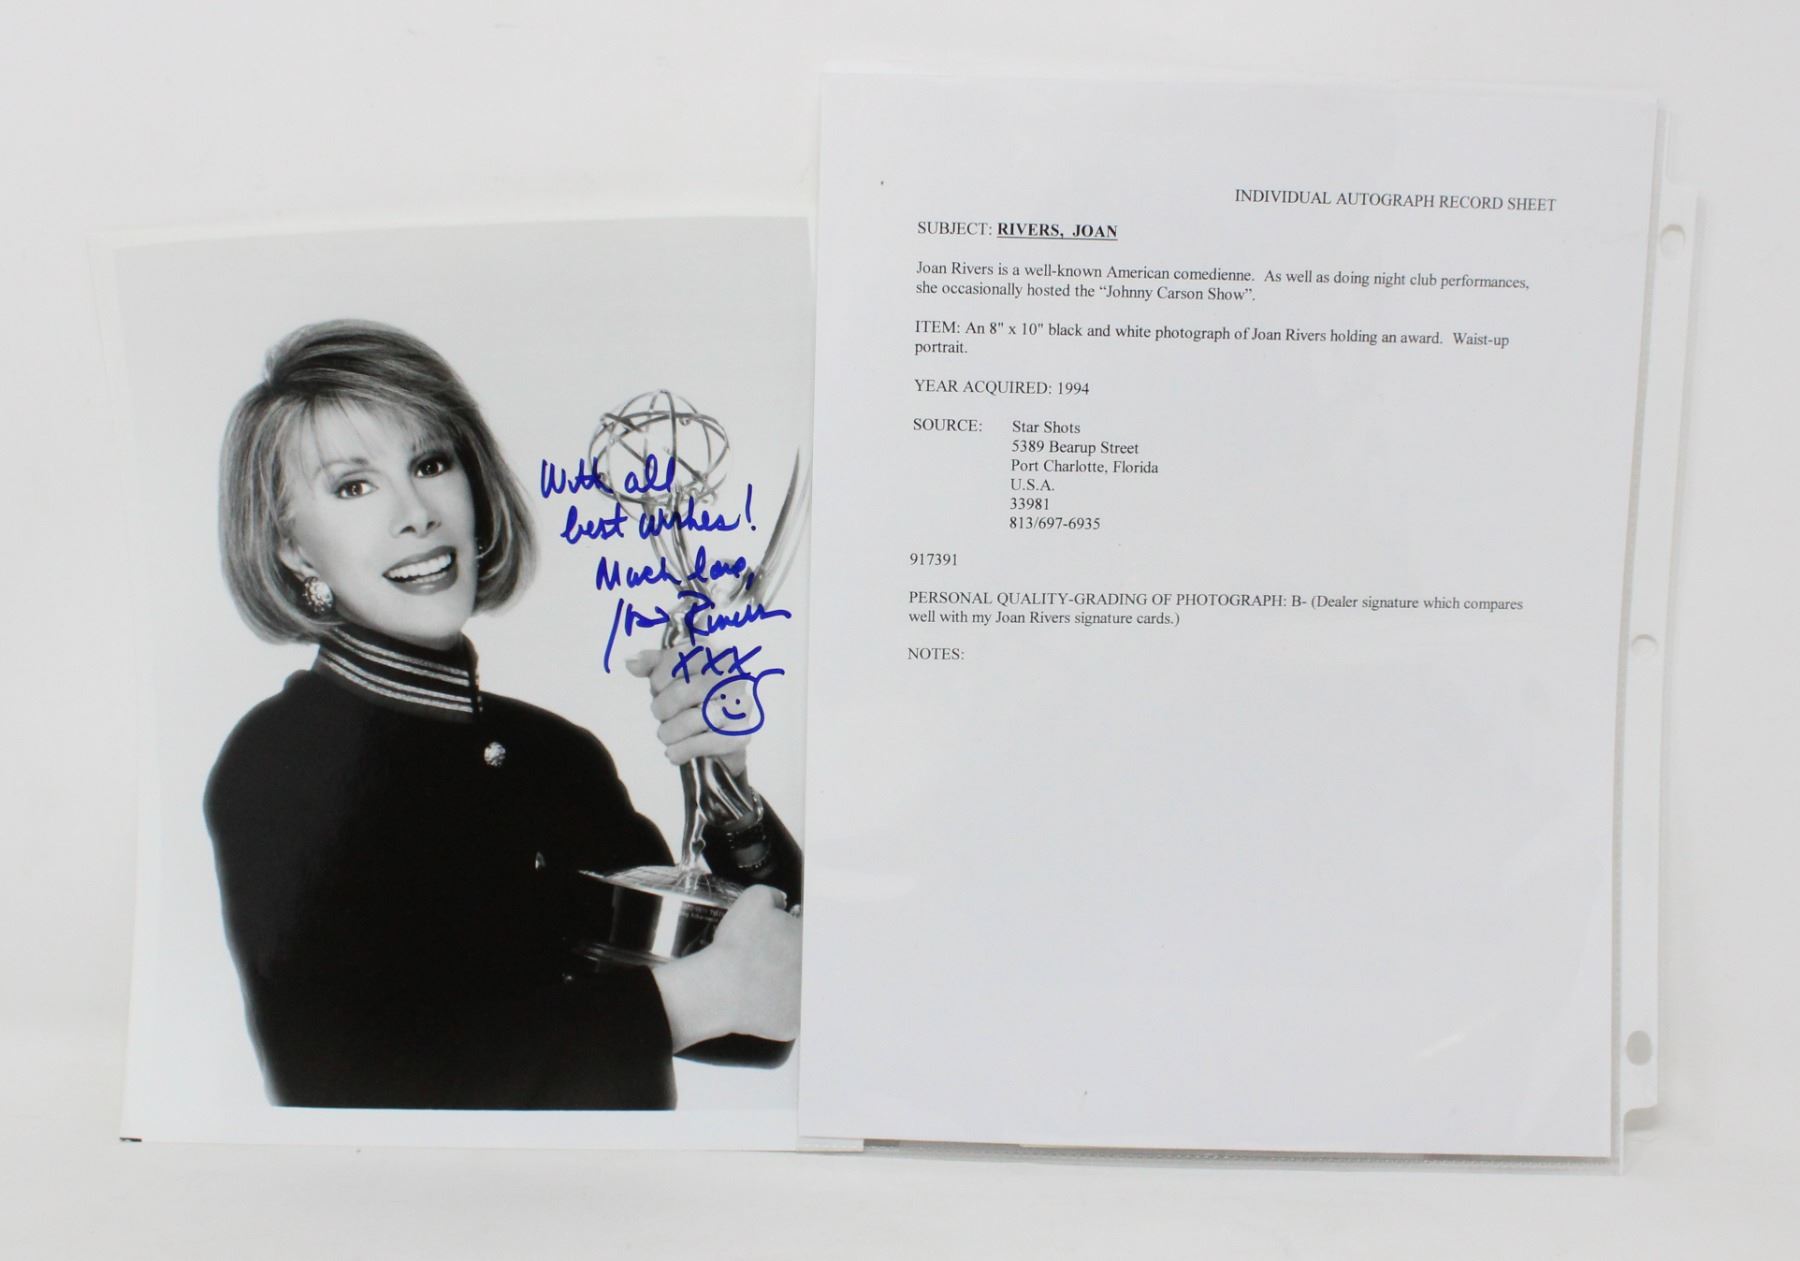 With all
best wishes!
Much love,
Joan Rivers
XXX
INDIVIDUAL AUTOGRAPH RECORD SHEET
SUBJECT: RIVERS, JOAN
Joan Rivers is a well-known American comedienne. As well as doing night club performances,
she occasionally hosted the “Johnny Carson Show”.
ITEM: An 8" x 10" black and white photograph of Joan Rivers holding an award. Waist-up
portrait.
YEAR ACQUIRED: 1994
SOURCE: Star Shots
5389 Bearup Street
Port Charlotte, Florida
U.S.A.
33981
813/697-6935
917391
PERSONAL QUALITY-GRADING OF PHOTOGRAPH: B- (Dealer signature which compares
well with my Joan Rivers signature cards.)
NOTES: